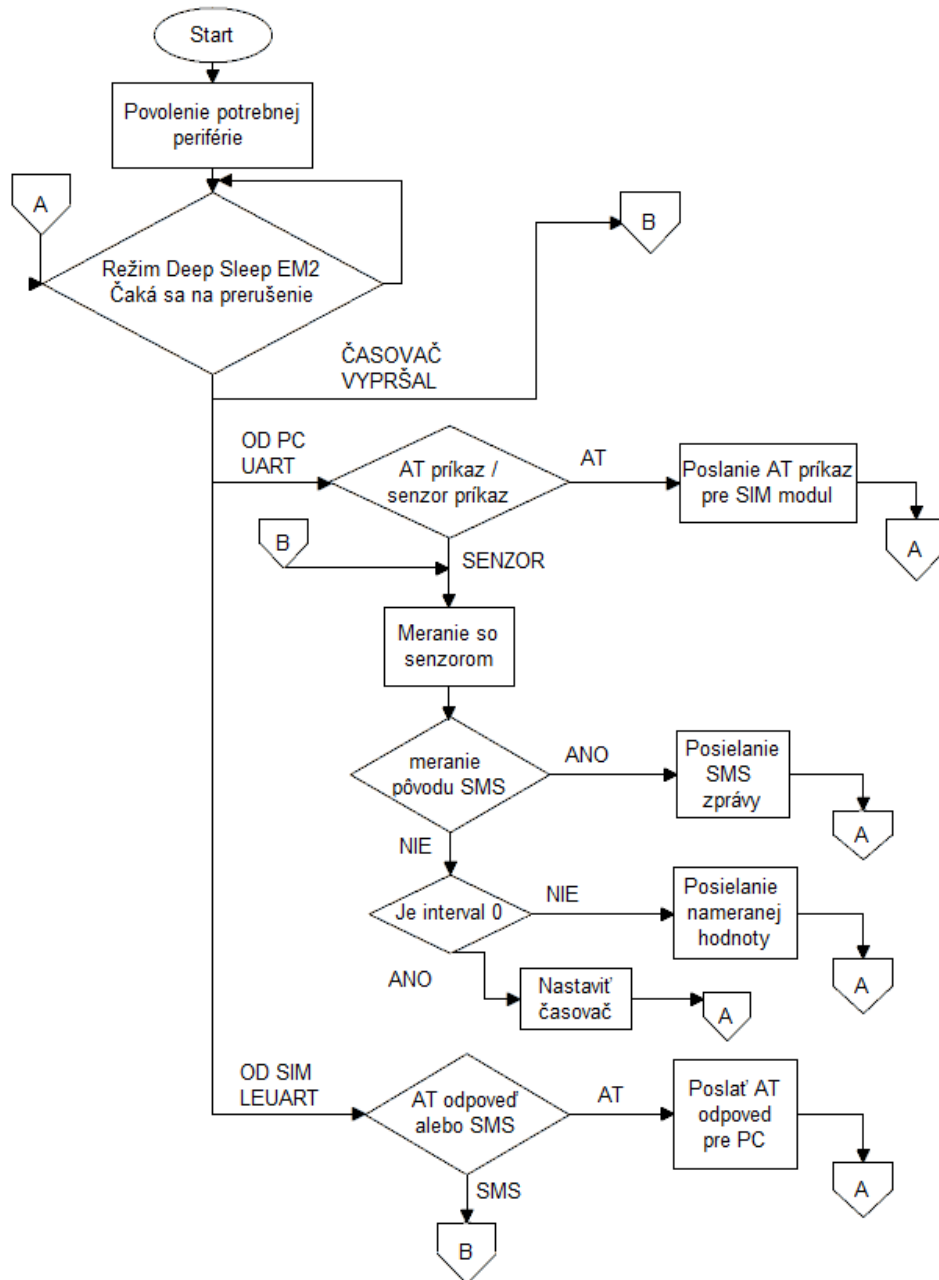 Start
Povolenie potrebnej
periférie
A
B
Režim Deep Sleep EM2
Čaká sa na prerušenie
ČASOVAČ
VYPRŠAL
OD PC
UART
AT príkaz /
senzor príkaz
AT
Poslanie AT príkaz
pre SIM modul
A
B
SENZOR
Meranie so
senzorom
meranie
pôvodu SMS
ANO
Posielanie
SMS
zprávy
A
NIE
Je interval 0
NIE
Posielanie
nameranej
hodnoty
A
ANO
Nastaviť
časovač
A
OD SIM
LEUART
AT odpoveď
alebo SMS
AT
Poslať AT
odpoved
pre PC
A
SMS
B